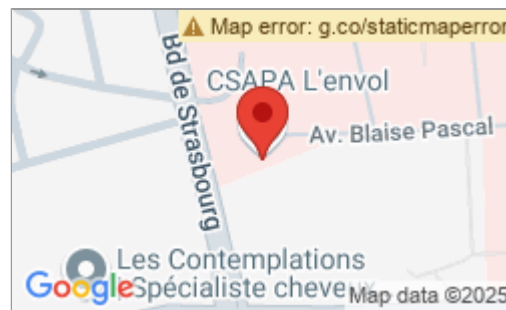 Map error: g.co/staticmaperror
CSAPA L'envol
Bd de Strasbourg
Av. Blaise Pascal
Les Contemplations
Spécialiste cheve
Google
Map data ©2025